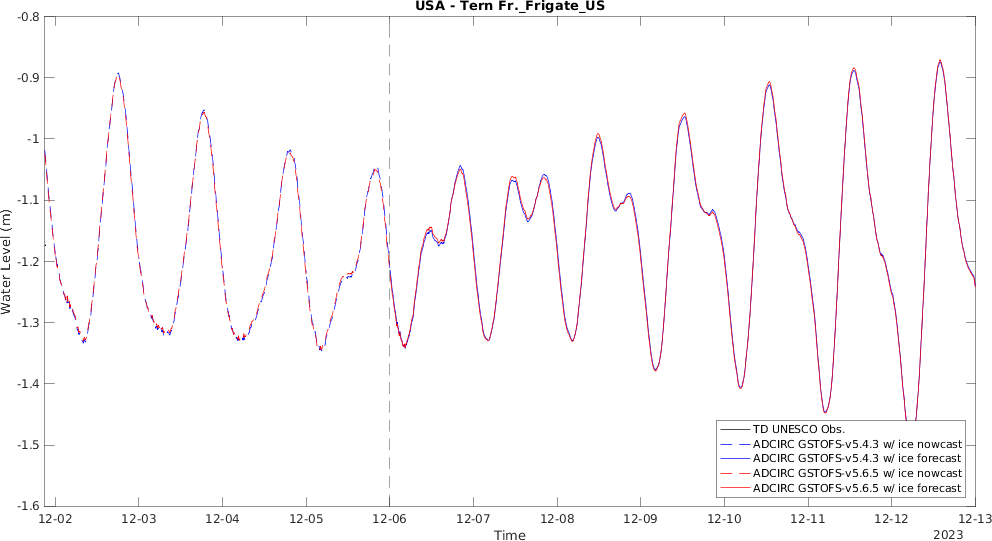 USA - Tern Fr._Frigate_US
-0.8
-0.9
-1
-1.1
-1.2
-1.3
-1.4
-1.5
-1.6
Water Level (m)
TD UNESCO Obs.
ADCIRC GSTOFS-v5.4.3 w/ ice nowcast
ADCIRC GSTOFS-v5.4.3 w/ ice forecast
ADCIRC GSTOFS-v5.6.5 w/ ice nowcast
ADCIRC GSTOFS-v5.6.5 w/ ice forecast
12-02 12-03 12-04 12-05 12-06 12-07 12-08 12-09 12-10 12-11 12-12 12-13
Time
2023